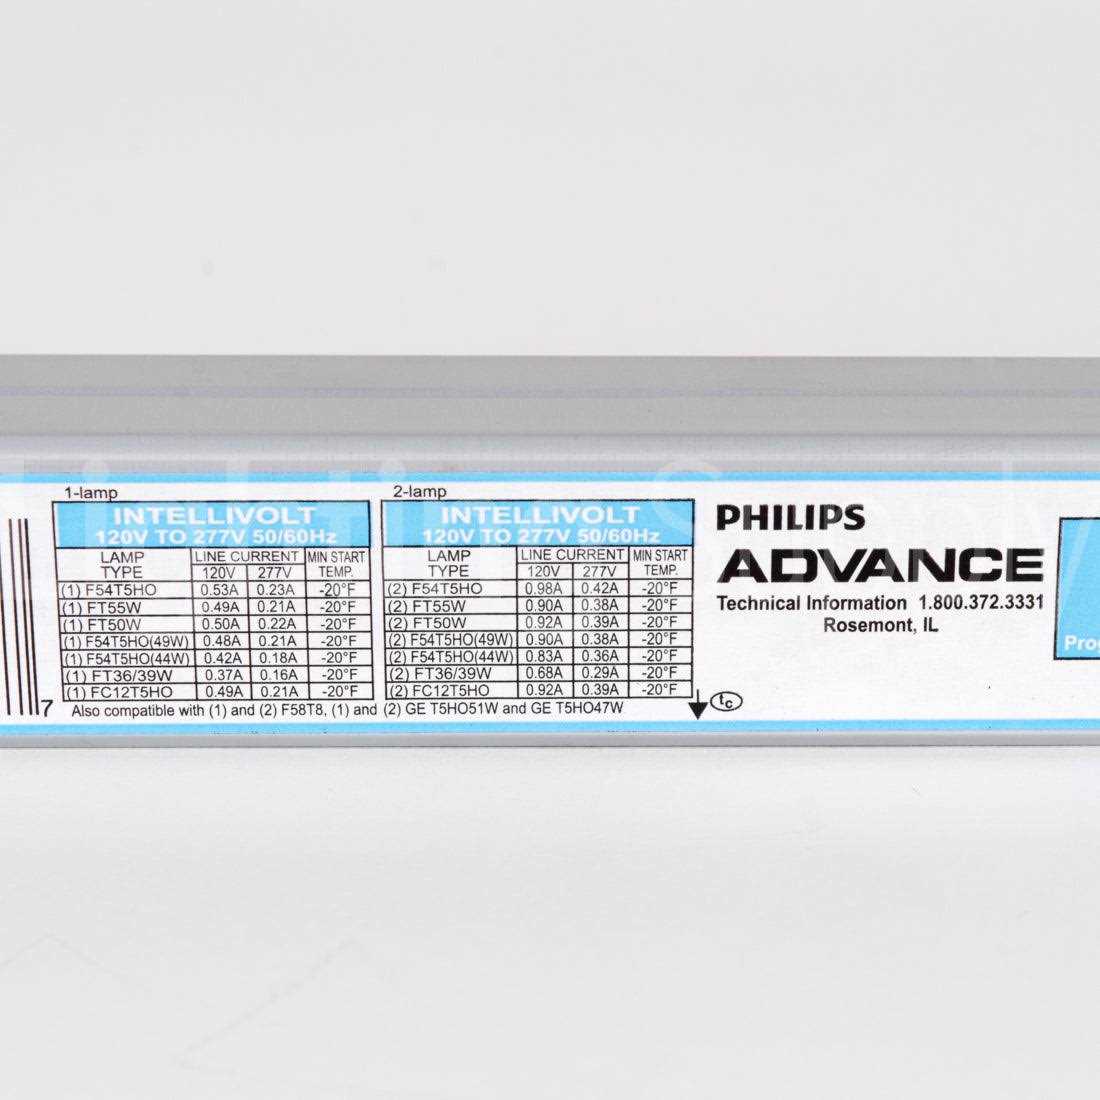 1-lamp
INTELLIVOLT
120V TO 277V 50/60Hz
LAMP TYPE LINE CURRENT MIN START TEMP.
120V 277V
(1) F54T5HO 0.53A 0.23A -20°F
(1) FT55W 0.49A 0.21A -20°F
(1) FT50W 0.50A 0.22A -20°F
(1) F54T5HO(49W) 0.48A 0.21A -20°F
(1) F54T5HO(44W) 0.42A 0.18A -20°F
(1) FT36/39W 0.37A 0.16A -20°F
(1) FC12T5HO 0.49A 0.21A -20°F
2-lamp
INTELLIVOLT
120V TO 277V 50/60Hz
LAMP TYPE LINE CURRENT MIN START TEMP.
120V 277V
(2) F54T5HO 0.98A 0.42A -20°F
(2) FT55W 0.90A 0.38A -20°F
(2) FT50W 0.92A 0.39A -20°F
(2) F54T5HO(49W) 0.90A 0.38A -20°F
(2) F54T5HO(44W) 0.83A 0.36A -20°F
(2) FT36/39W 0.68A 0.29A -20°F
(2) FC12T5HO 0.92A 0.39A -20°F
7
Also compatible with (1) and (2) F58T8, (1) and (2) GE T5HO51W and GE T5HO47W
tc
PHILIPS
ADVANCE
Technical Information 1.800.372.3331
Rosemont, IL